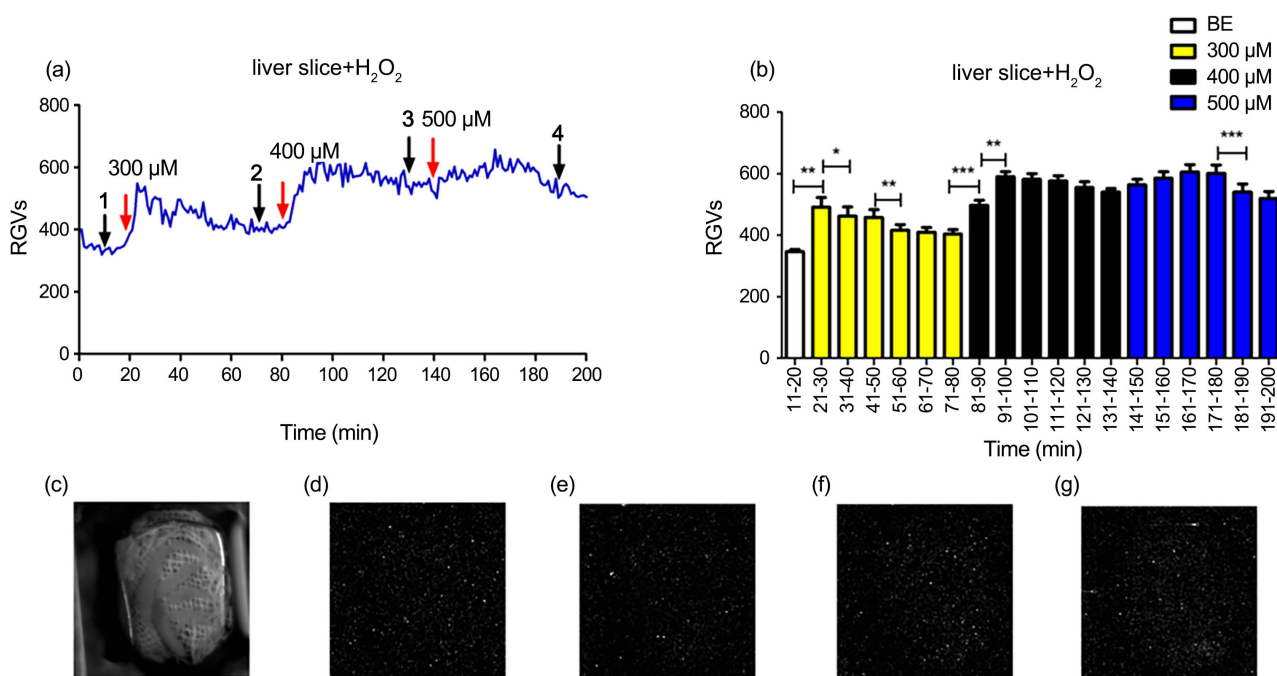 (a)
liver slice+H₂O₂
800
600
400
200
0
RGVs
1
300 µM
2
400 µM
3
500 µM
4
0 20 40 60 80 100 120 140 160 180 200
Time (min)
(b)
liver slice+H₂O₂
BE
300 µM
400 µM
500 µM
800
600
400
200
0
RGVs
**
*
**
***
**
***
11-20
21-30
31-40
41-50
51-60
61-70
71-80
81-90
91-100
101-110
111-120
121-130
131-140
141-150
151-160
161-170
171-180
181-190
191-200
Time (min)
(c)
(d)
(e)
(f)
(g)